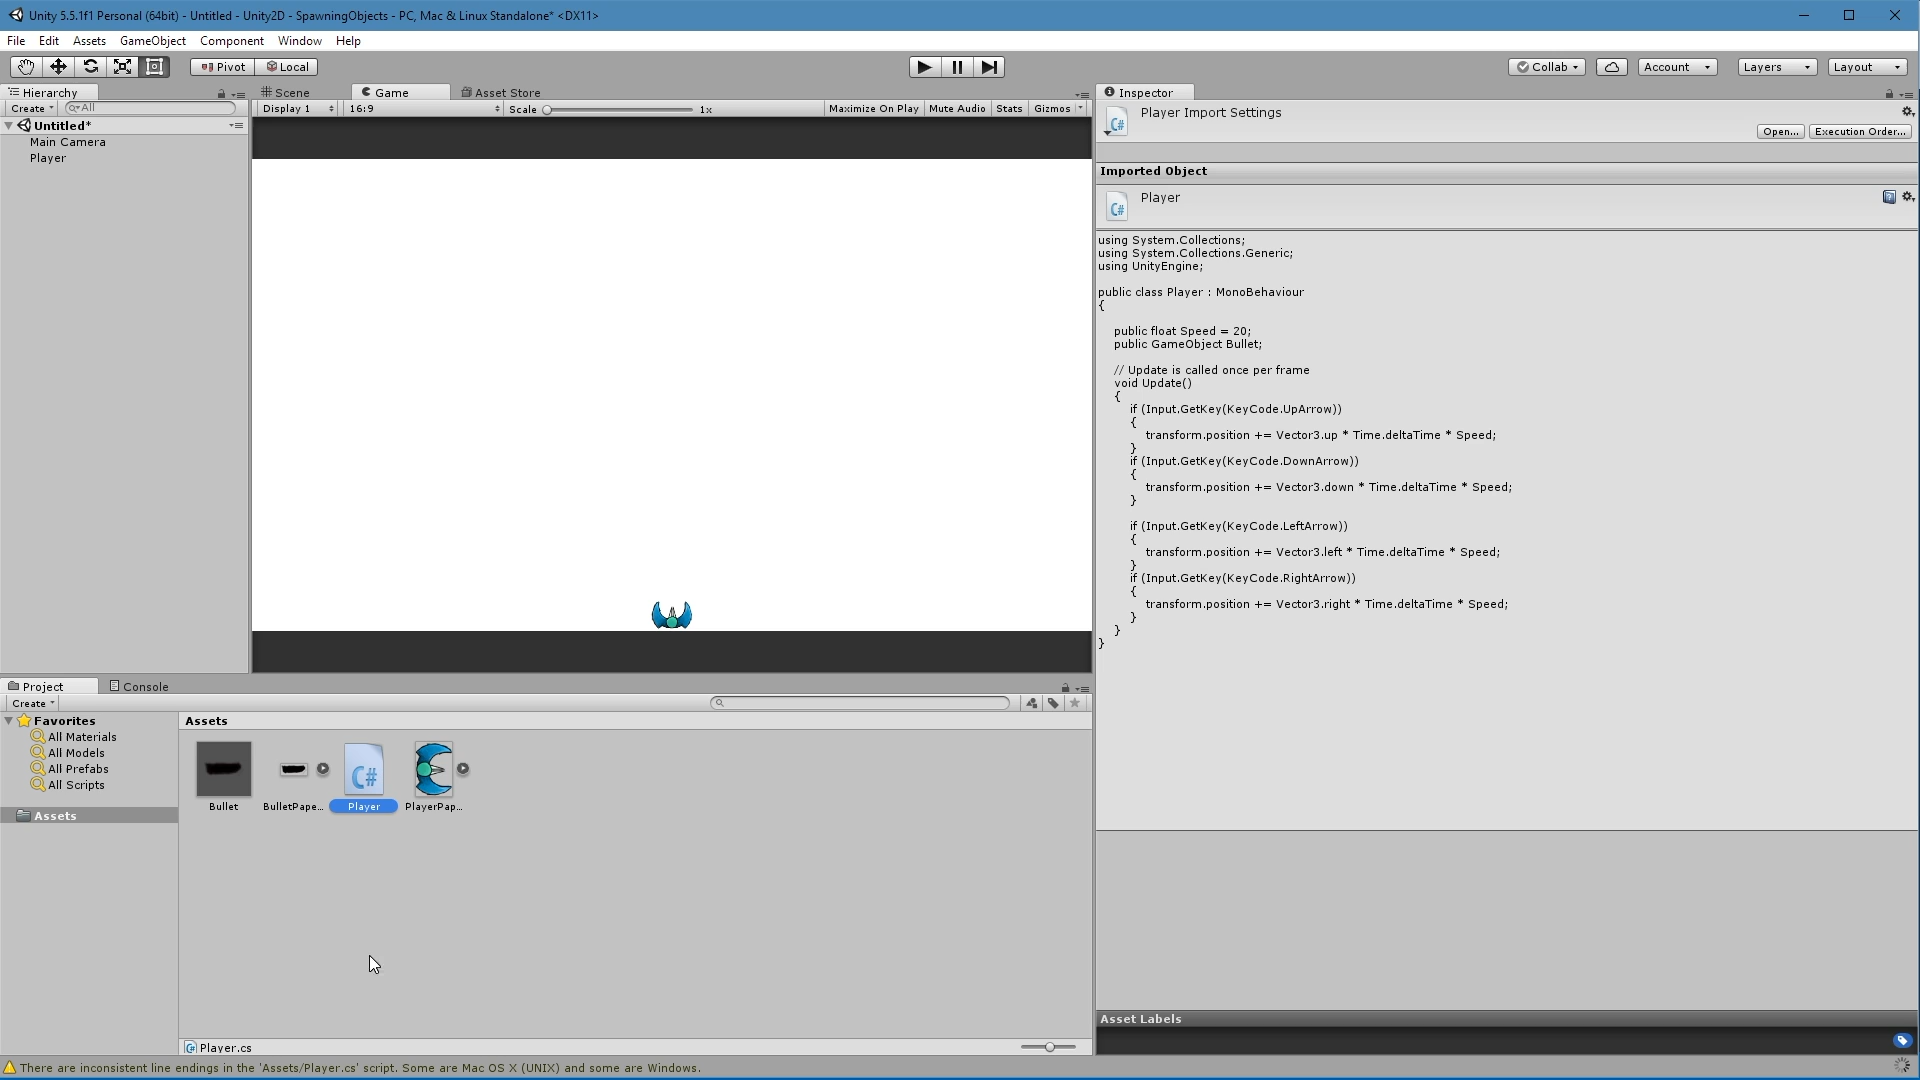 Unity 5.5.1f1 Personal (64bit) - Untitled - Unity2D - SpawningObjects - PC, Mac & Linux Standalone* <DX11>
File Edit Assets GameObject Component Window Help
Pivot Local Collab Account Layers Layout
Hierarchy
Create All
Untitled*
Main Camera
Player
Scene Game Asset Store
Display 1 16:9 Scale 1x Maximize On Play Mute Audio Stats Gizmos
Inspector
C# Player Import Settings
Open... Execution Order...
Imported Object
C# Player
using System.Collections;
using System.Collections.Generic;
using UnityEngine;
public class Player : MonoBehaviour
{
public float Speed = 20;
public GameObject Bullet;
// Update is called once per frame
void Update()
{
if (Input.GetKey(KeyCode.UpArrow))
{
transform.position += Vector3.up * Time.deltaTime * Speed;
}
if (Input.GetKey(KeyCode.DownArrow))
{
transform.position += Vector3.down * Time.deltaTime * Speed;
}
if (Input.GetKey(KeyCode.LeftArrow))
{
transform.position += Vector3.left * Time.deltaTime * Speed;
}
if (Input.GetKey(KeyCode.RightArrow))
{
transform.position += Vector3.right * Time.deltaTime * Speed;
}
}
}
Project Console
Create
Favorites
All Materials
All Models
All Prefabs
All Scripts
Assets
Assets
C#
Bullet BulletPape... Player PlayerPap...
Player.cs
Asset Labels
There are inconsistent line endings in the 'Assets/Player.cs' script. Some are Mac OS X (UNIX) and some are Windows.